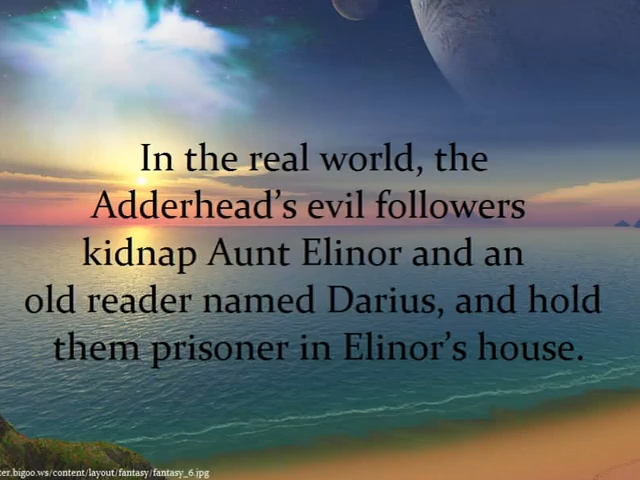 In the real world, the
Adderhead’s evil followers
kidnap Aunt Elinor and an
old reader named Darius, and hold
them prisoner in Elinor’s house.
ter.bigoo.ws/content/layout/fantasy/fantasy_6.jpg